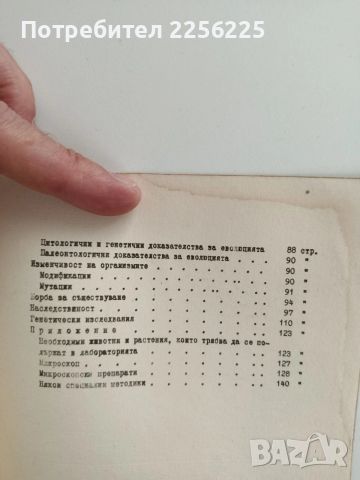 Потребител 2256225
Цитологични и генетични доказателства за еволюцията 88 стр.
Палеонтологични доказателства за еволюцията . . . 90 "
Изменчивост на организмите . . . . . . . . 90 "
Модификации . . . . . . . . . . 90 "
Мутации . . . . . . . . . . . 91 "
Борба за съществуване . . . . . . . . . 94 "
Наследственост . . . . . . . . . . . 97 "
Генетически изследвания . . . . . . . . 110 "
Приложение . . . . . . . . . . . 123 "
Необходими животни и растения, които трябва да се по-
държат в лабораторията . . . . . . . . 123 "
Микроскоп . . . . . . . . . . . 127 "
Микроскопски препарати . . . . . . . . 128 "
Някои специални методики . . . . . . . 140 "
bazar